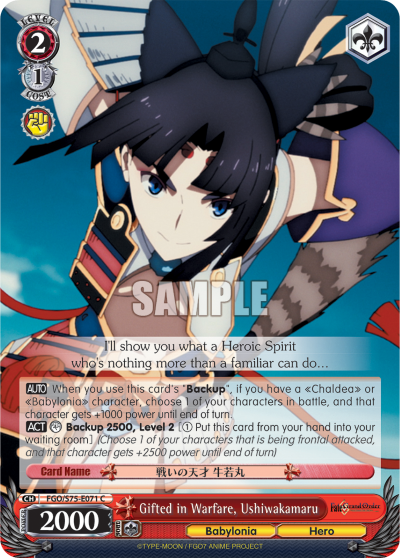 LEVEL
2
1
COST
SAMPLE
I'll show you what a Heroic Spirit
who's nothing more than a familiar can do…
AUTO When you use this card's "Backup", if you have a «Chaldea» or
«Babylonia» character, choose 1 of your characters in battle, and that
character gets +1000 power until end of turn.
ACT Backup 2500, Level 2 [① Put this card from your hand into your
waiting room] (Choose 1 of your characters that is being frontal attacked,
and that character gets +2500 power until end of turn)
Card Name 戦いの天才 牛若丸
CH FGO/S75-E071 C
2000
Gifted in Warfare, Ushiwakamaru Fate/Grand Order
Babylonia Hero
©TYPE-MOON / FGO7 ANIME PROJECT